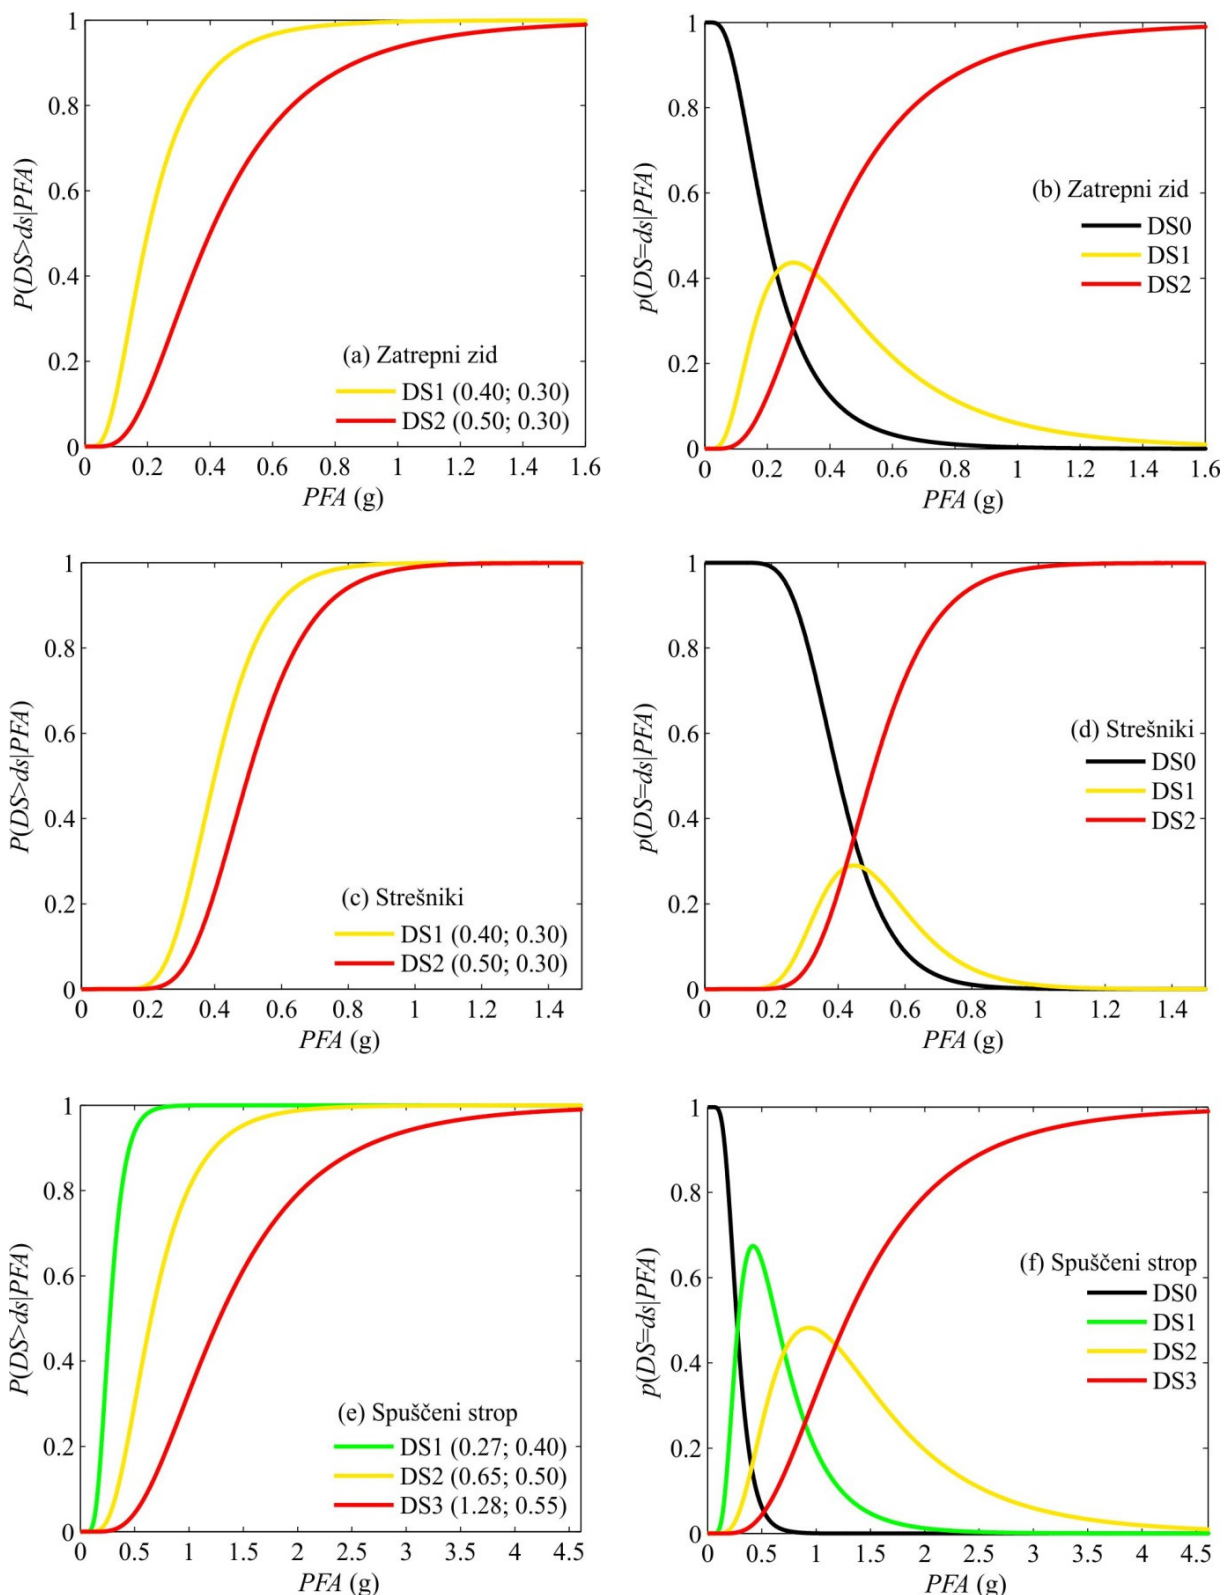 1
0.8
0.6
0.4
0.2
0
P(DS>ds|PFA)
(a) Zatrepni zid
DS1 (0.40; 0.30)
DS2 (0.50; 0.30)
0 0.2 0.4 0.6 0.8 1 1.2 1.4 1.6
PFA (g)
1
0.8
0.6
0.4
0.2
0
p(DS=ds|PFA)
(b) Zatrepni zid
DS0
DS1
DS2
0 0.2 0.4 0.6 0.8 1 1.2 1.4 1.6
PFA (g)
1
0.8
0.6
0.4
0.2
0
P(DS>ds|PFA)
(c) Strešniki
DS1 (0.40; 0.30)
DS2 (0.50; 0.30)
0 0.2 0.4 0.6 0.8 1 1.2 1.4
PFA (g)
1
0.8
0.6
0.4
0.2
0
p(DS=ds|PFA)
(d) Strešniki
DS0
DS1
DS2
0 0.2 0.4 0.6 0.8 1 1.2 1.4
PFA (g)
1
0.8
0.6
0.4
0.2
0
P(DS>ds|PFA)
(e) Spuščeni strop
DS1 (0.27; 0.40)
DS2 (0.65; 0.50)
DS3 (1.28; 0.55)
0 0.5 1 1.5 2 2.5 3 3.5 4 4.5
PFA (g)
1
0.8
0.6
0.4
0.2
0
p(DS=ds|PFA)
(f) Spuščeni strop
DS0
DS1
DS2
DS3
0 0.5 1 1.5 2 2.5 3 3.5 4 4.5
PFA (g)